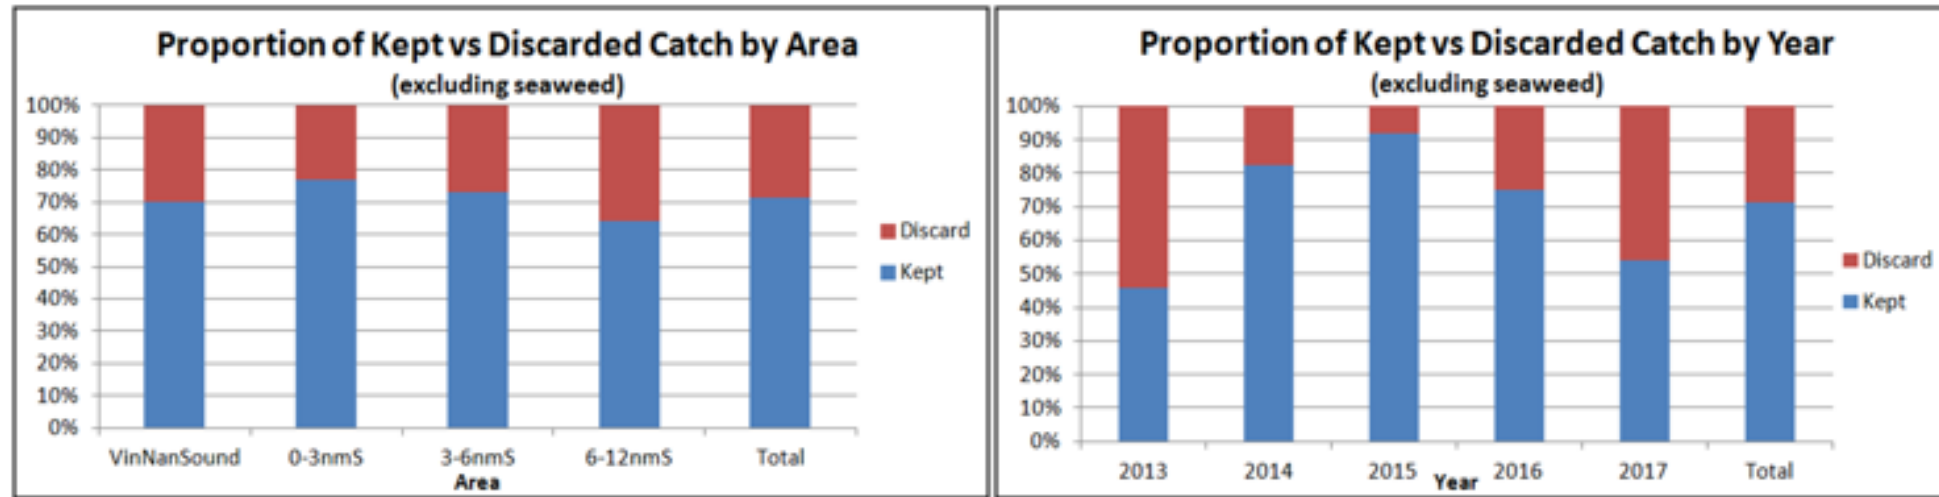 Proportion of Kept vs Discarded Catch by Area
(excluding seaweed)
100%
90%
80%
70%
60%
50%
40%
30%
20%
10%
0%
VinNanSound 0-3nmS 3-6nmS 6-12nmS Total
Area
Discard
Kept
Proportion of Kept vs Discarded Catch by Year
(excluding seaweed)
100%
90%
80%
70%
60%
50%
40%
30%
20%
10%
0%
2013 2014 2015 2016 2017 Total
Year
Discard
Kept